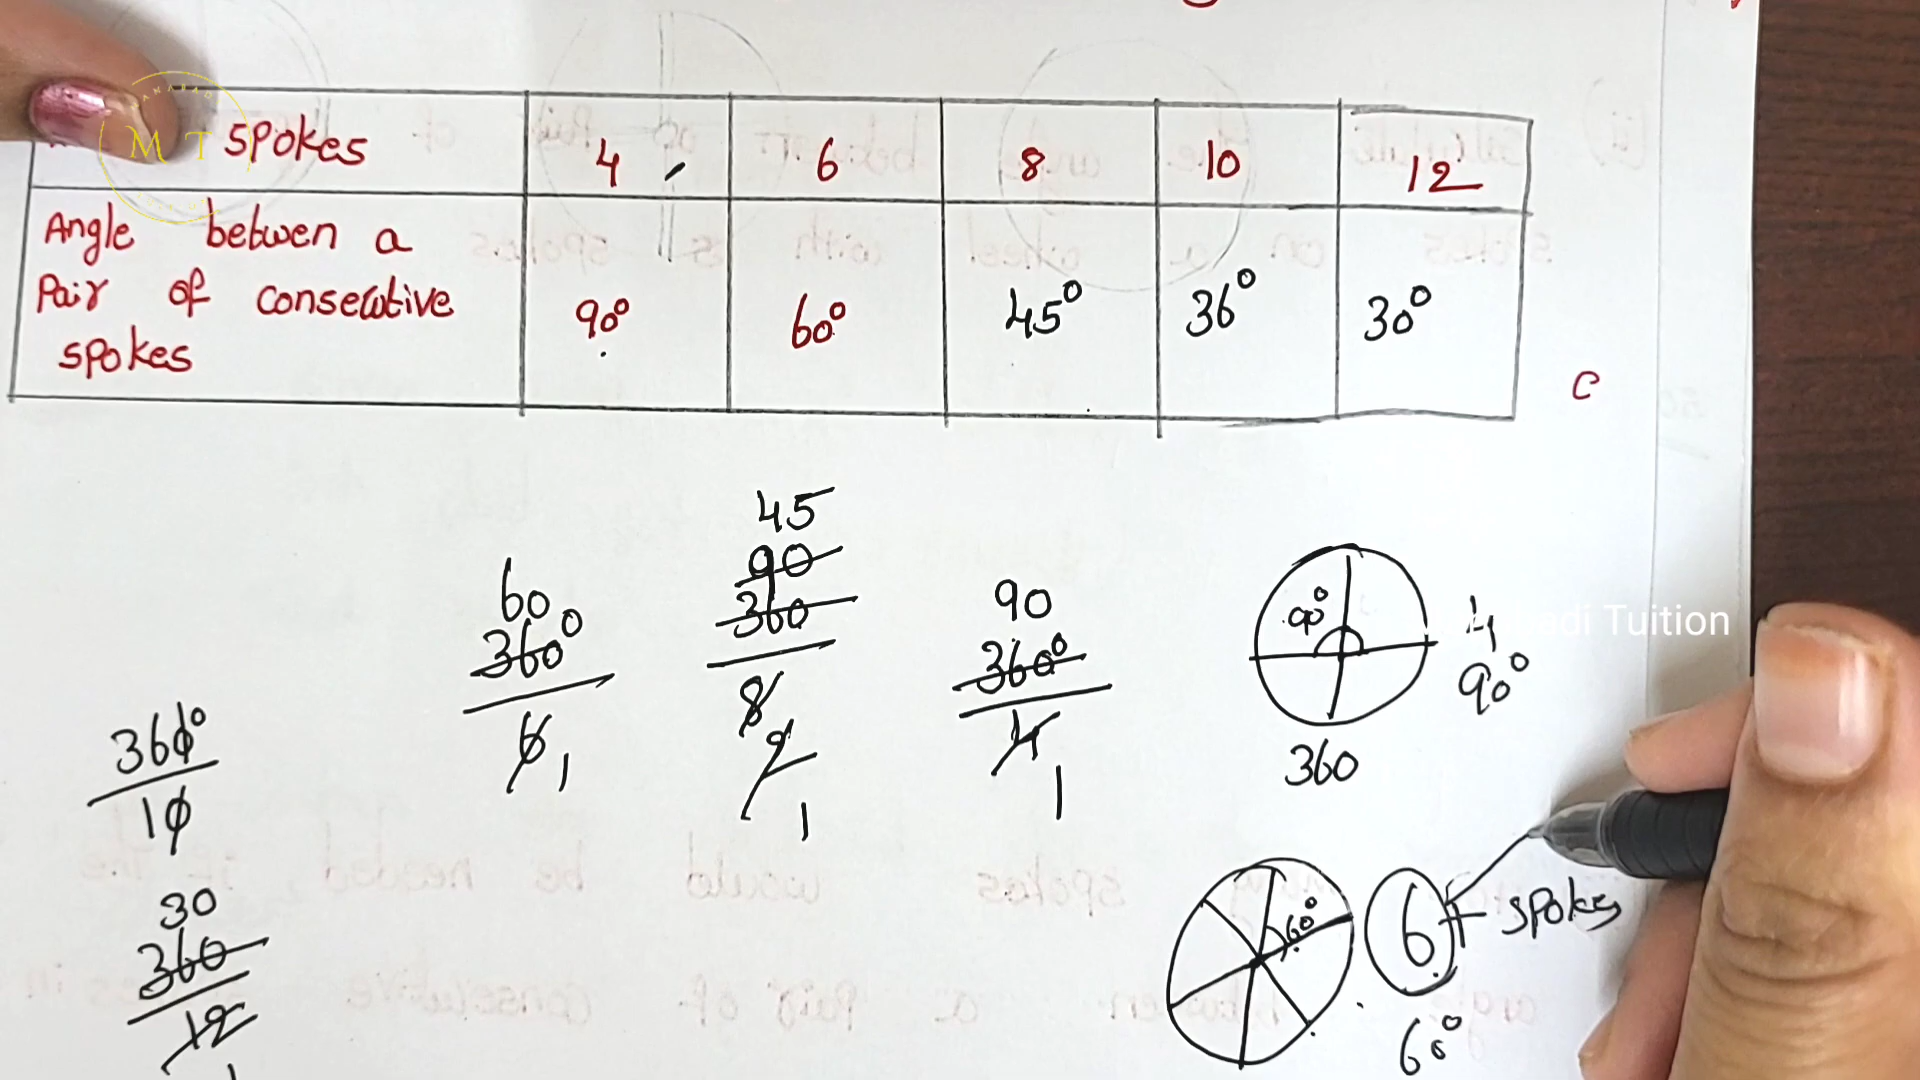 spokes 4 6 8 10 12
Angle betwen a
Pair of consecutive
spokes
90° 60° 45° 36° 30°
C
45
90
360
8
2
1
60
360°
6 1
90
360°
4
1
90°
4
90°
360
360°
10
30
360
12
1
60°
6 spokes
60°
M T
di Tuition